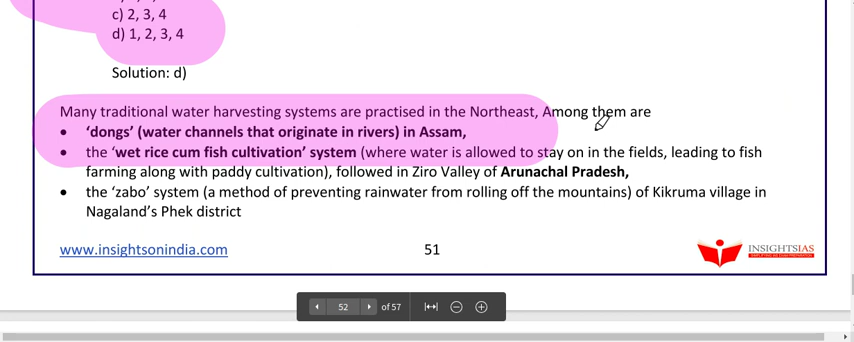 c) 2, 3, 4
d) 1, 2, 3, 4
Solution: d)
Many traditional water harvesting systems are practised in the Northeast, Among them are
• ‘dongs’ (water channels that originate in rivers) in Assam,
• the ‘wet rice cum fish cultivation’ system (where water is allowed to stay on in the fields, leading to fish
farming along with paddy cultivation), followed in Ziro Valley of Arunachal Pradesh,
• the ‘zabo’ system (a method of preventing rainwater from rolling off the mountains) of Kikruma village in
Nagaland’s Phek district
www.insightsonindia.com 51 INSIGHTSIAS
52 of 57